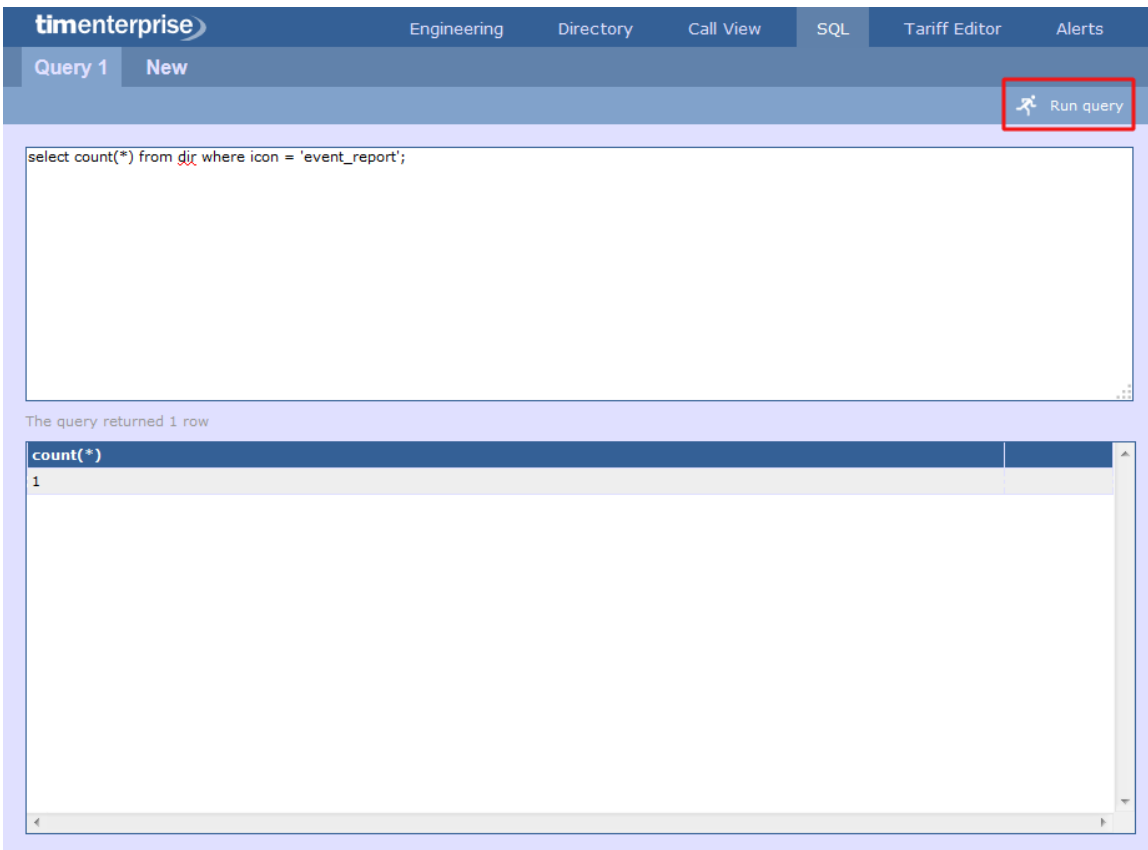 timenterprise Engineering Directory Call View SQL Tariff Editor Alerts
Query 1 New
Run query
select count(*) from dir where icon = 'event_report';
The query returned 1 row
count(*)
1